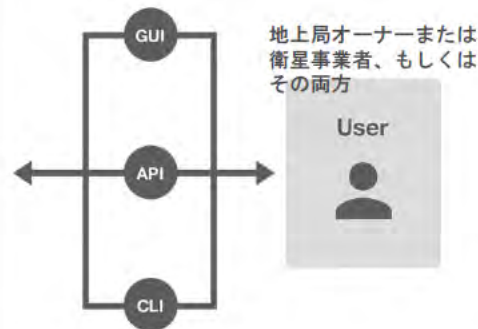 GUI
地上局オーナーまたは
衛星事業者、もしくは
その両方
User
API
CLI